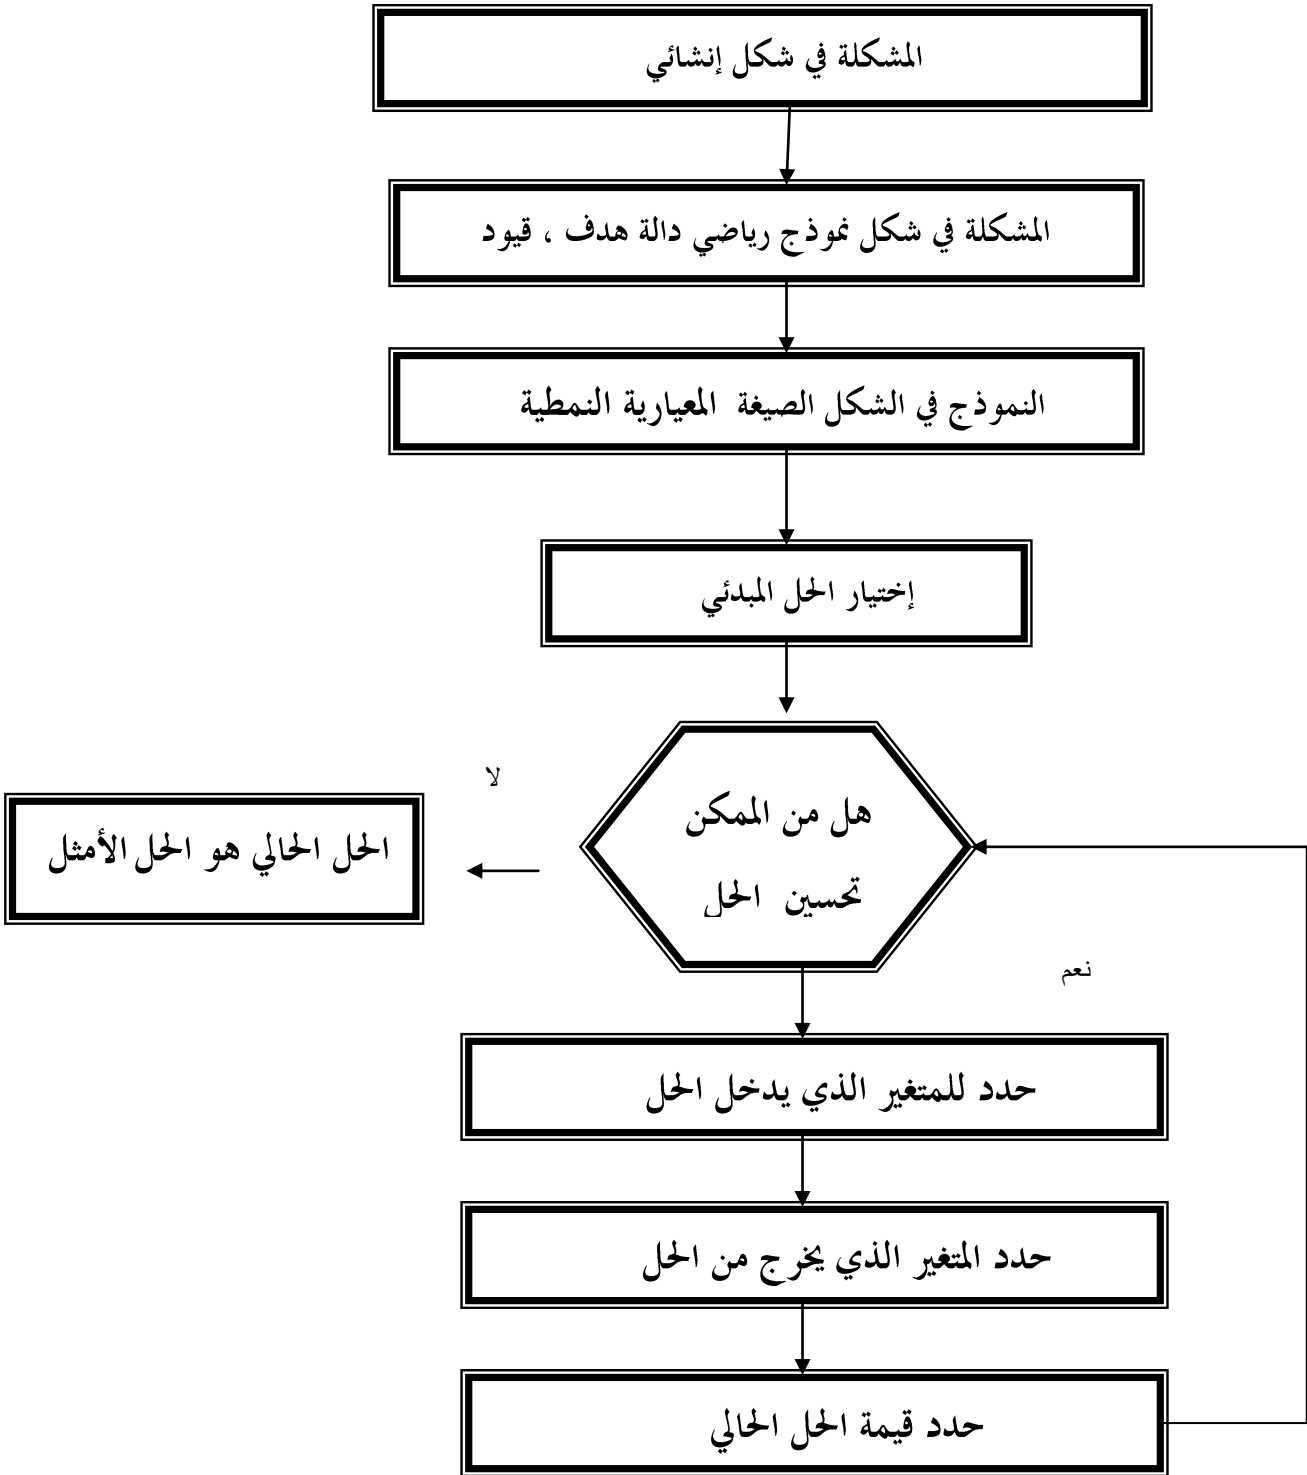 المشكلة في شكل إنشائي
المشكلة في شكل نموذج رياضي دالة هدف ، قيود
النموذج في الشكل الصيغة المعيارية النمطية
إختيار الحل المبدئي
هل من الممكن
تحسين الحل
لا
الحل الحالي هو الحل الأمثل
نعم
حدد للمتغير الذي يدخل الحل
حدد المتغير الذي يخرج من الحل
حدد قيمة الحل الحالي